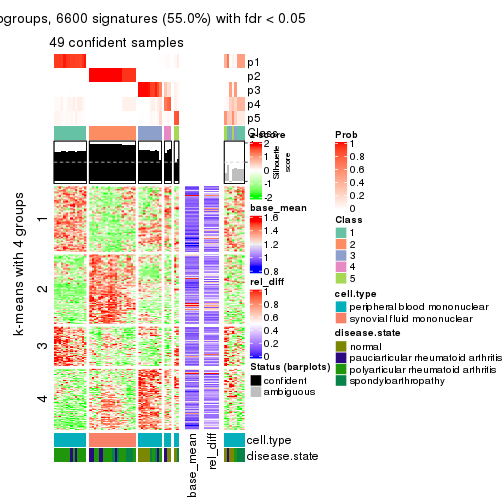 ogroups, 6600 signatures (55.0%) with fdr < 0.05
49 confident samples
p1
p2
p3
p4
p5
Class
Silhouette
score
k-means with 4 groups
1
2
3
4
base_mean
rel_diff
cell.type
disease.state
z-score
2
1
0
-1
-2
base_mean
1.6
1.4
1.2
1
0.8
rel_diff
1
0.8
0.6
0.4
0.2
0
Status (barplots)
confident
ambiguous
Prob
1
0.8
0.6
0.4
0.2
0
Class
1
2
3
4
5
cell.type
peripheral blood mononuclear
synovial fluid mononuclear
disease.state
normal
pauciarticular rheumatoid arthritis
polyarticular rheumatoid arthritis
spondyloarthropathy